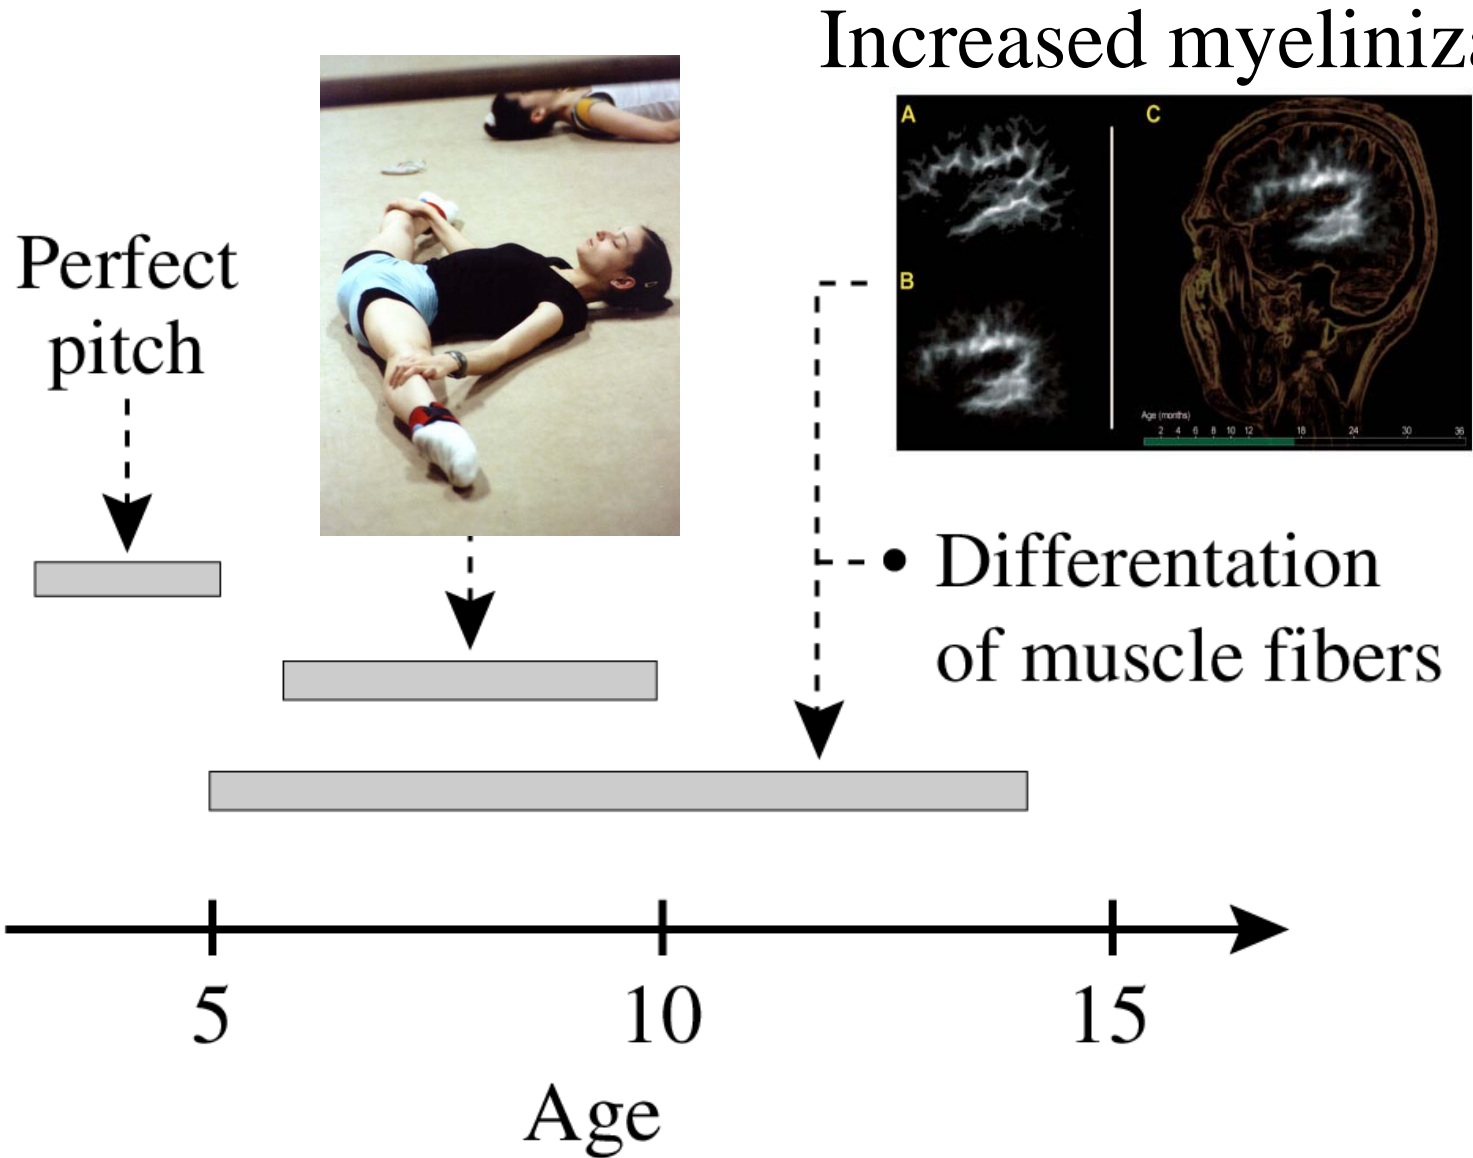 Increased myeliniz
A
C
B
Age (months)
2 4 6 8 10 12 18 24 30 36
Perfect
pitch
• Differentation
of muscle fibers
5 10 15
Age